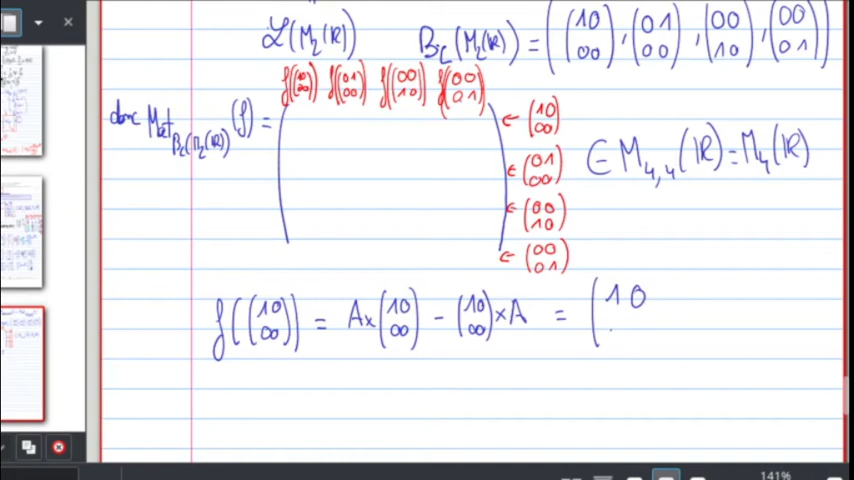 ℒ(M₂(ℝ)) B_c(M₂(ℝ)) = ((1 0 / 0 0), (0 1 / 0 0), (0 0 / 1 0), (0 0 / 0 1))
f(1 0 / 0 0) f(0 1 / 0 0) f(0 0 / 1 0) f(0 0 / 0 1)
donc Mat_{B_c(M₂(ℝ))}(f) = ( ) ← (1 0 / 0 0) ∈ M₄,₄(ℝ) = M₄(ℝ)
← (0 1 / 0 0)
← (0 0 / 1 0)
← (0 0 / 0 1)
f((1 0 / 0 0)) = A × (1 0 / 0 0) − (1 0 / 0 0) × A = (1 0
141%